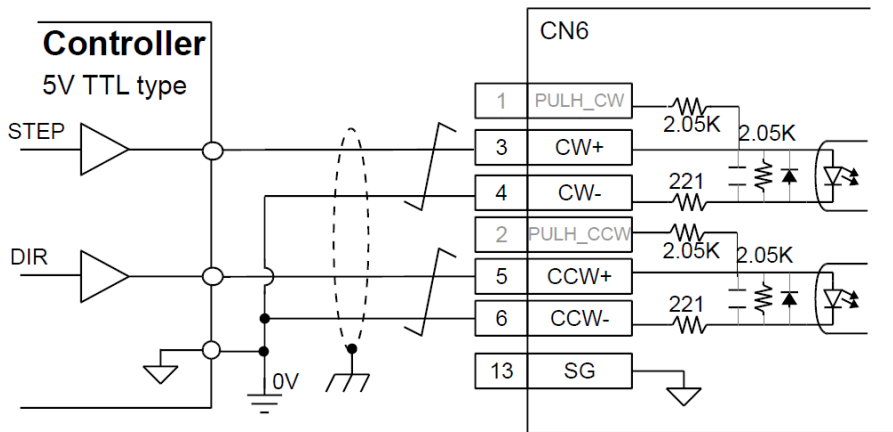 Controller
5V TTL type
STEP
DIR
0V
CN6
1 PULH_CW
2.05K
2.05K
3 CW+
4 CW-
221
2 PULH_CCW
2.05K
2.05K
5 CCW+
6 CCW-
221
13 SG